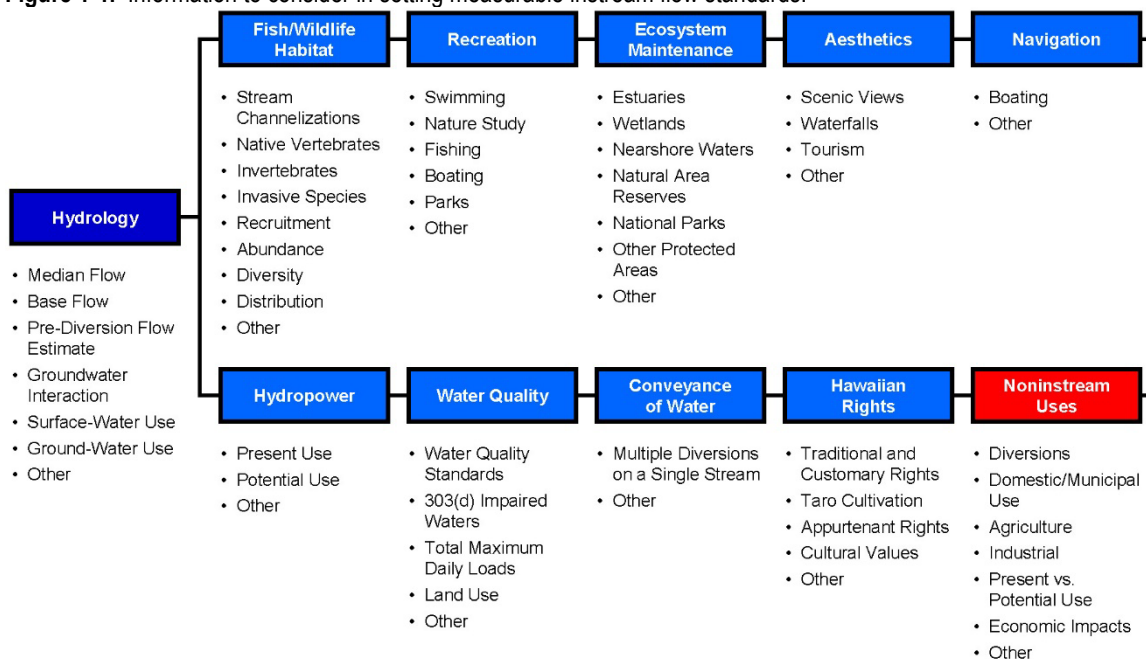 Figure 1-1. Information to consider in setting measurable instream flow standards.
Fish/Wildlife
Habitat
• Stream
Channelizations
• Native Vertebrates
• Invertebrates
• Invasive Species
• Recruitment
• Abundance
• Diversity
• Distribution
• Other
Recreation
• Swimming
• Nature Study
• Fishing
• Boating
• Parks
• Other
Ecosystem
Maintenance
• Estuaries
• Wetlands
• Nearshore Waters
• Natural Area
Reserves
• National Parks
• Other Protected
Areas
• Other
Aesthetics
• Scenic Views
• Waterfalls
• Tourism
• Other
Navigation
• Boating
• Other
Hydrology
• Median Flow
• Base Flow
• Pre-Diversion Flow
Estimate
• Groundwater
Interaction
• Surface-Water Use
• Ground-Water Use
• Other
Hydropower
• Present Use
• Potential Use
• Other
Water Quality
• Water Quality
Standards
• 303(d) Impaired
Waters
• Total Maximum
Daily Loads
• Land Use
• Other
Conveyance
of Water
• Multiple Diversions
on a Single Stream
• Other
Hawaiian
Rights
• Traditional and
Customary Rights
• Taro Cultivation
• Appurtenant Rights
• Cultural Values
• Other
Noninstream
Uses
• Diversions
• Domestic/Municipal
Use
• Agriculture
• Industrial
• Present vs.
Potential Use
• Economic Impacts
• Other